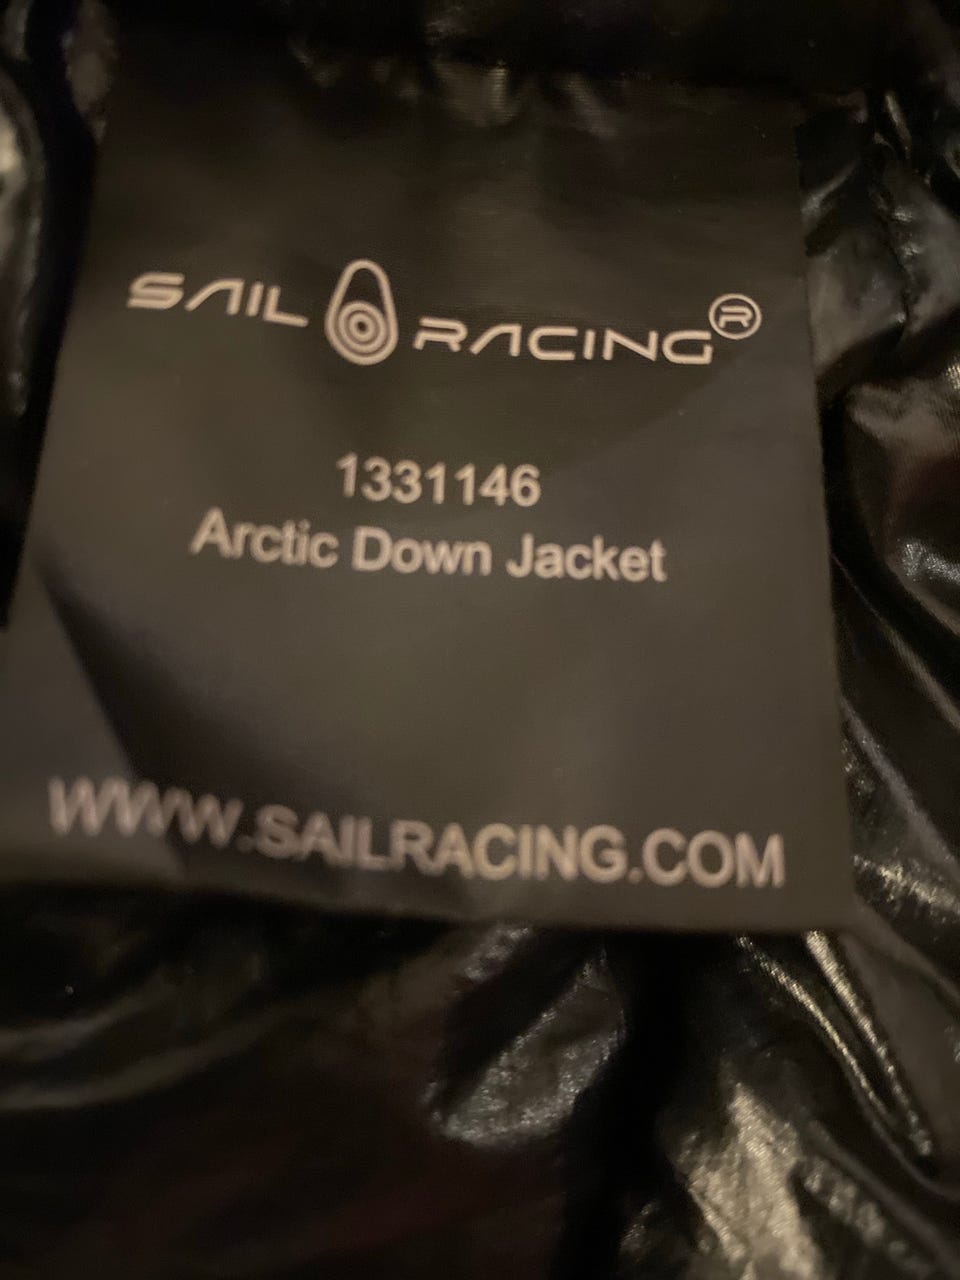 SAIL RACING®
1331146
Arctic Down Jacket
WWW.SAILRACING.COM